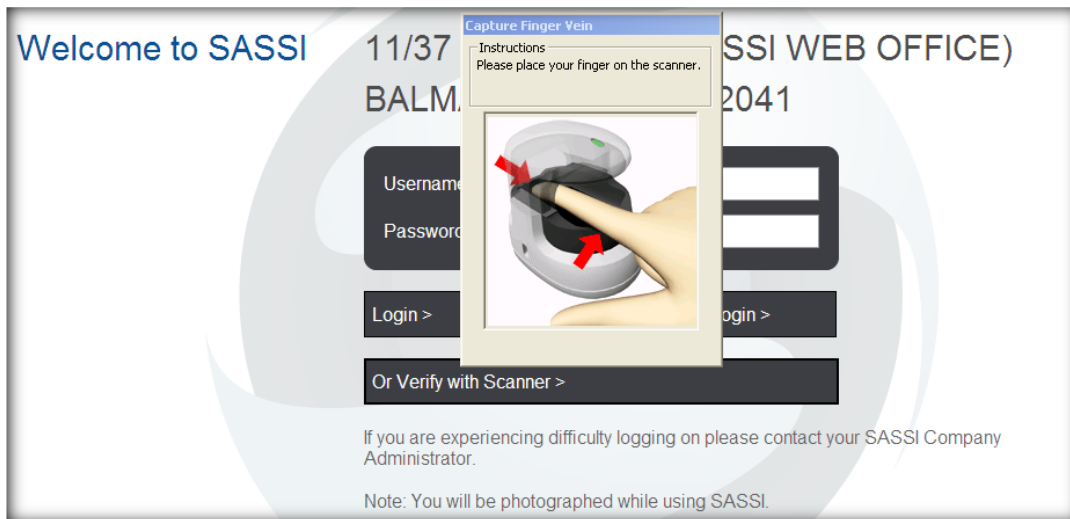 Capture Finger Vein
Welcome to SASSI
11/37 SSI WEB OFFICE)
Instructions
Please place your finger on the scanner.
BALM 2041
Username
Password
Login > ogin >
Or Verify with Scanner >
If you are experiencing difficulty logging on please contact your SASSI Company
Administrator.
Note: You will be photographed while using SASSI.